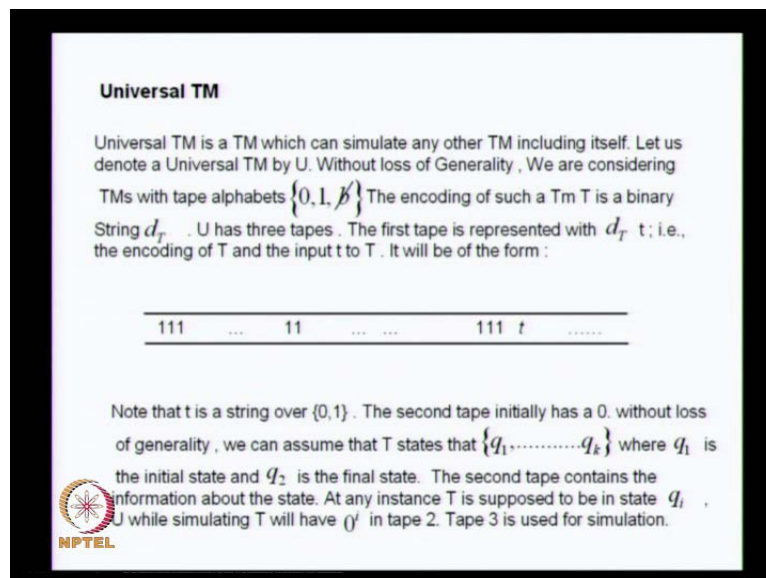 Universal TM
Universal TM is a TM which can simulate any other TM including itself. Let us
denote a Universal TM by U. Without loss of Generality , We are considering
TMs with tape alphabets {0,1,b̸} The encoding of such a Tm T is a binary
String d_T . U has three tapes . The first tape is represented with d_T t ; i.e.,
the encoding of T and the input t to T . It will be of the form :
111 ... 11 ... ... 111 t ......
Note that t is a string over {0,1} . The second tape initially has a 0. without loss
of generality , we can assume that T states that {q₁............qₖ} where q₁ is
the initial state and q₂ is the final state. The second tape contains the
information about the state. At any instance T is supposed to be in state qᵢ ,
U while simulating T will have 0ⁱ in tape 2. Tape 3 is used for simulation.
NPTEL